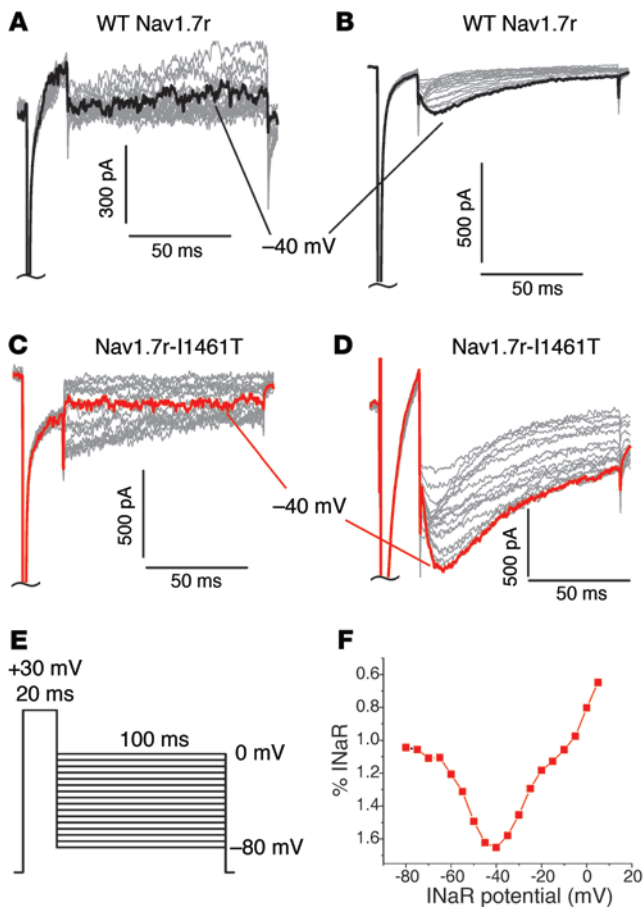 A
WT Nav1.7r
300 pA
50 ms
B
WT Nav1.7r
500 pA
50 ms
–40 mV
C
Nav1.7r-I1461T
500 pA
50 ms
D
Nav1.7r-I1461T
500 pA
50 ms
–40 mV
E
+30 mV
20 ms
100 ms
0 mV
–80 mV
F
0.6
0.8
1.0
1.2
1.4
1.6
% INaR
-80 -60 -40 -20 0 20
INaR potential (mV)